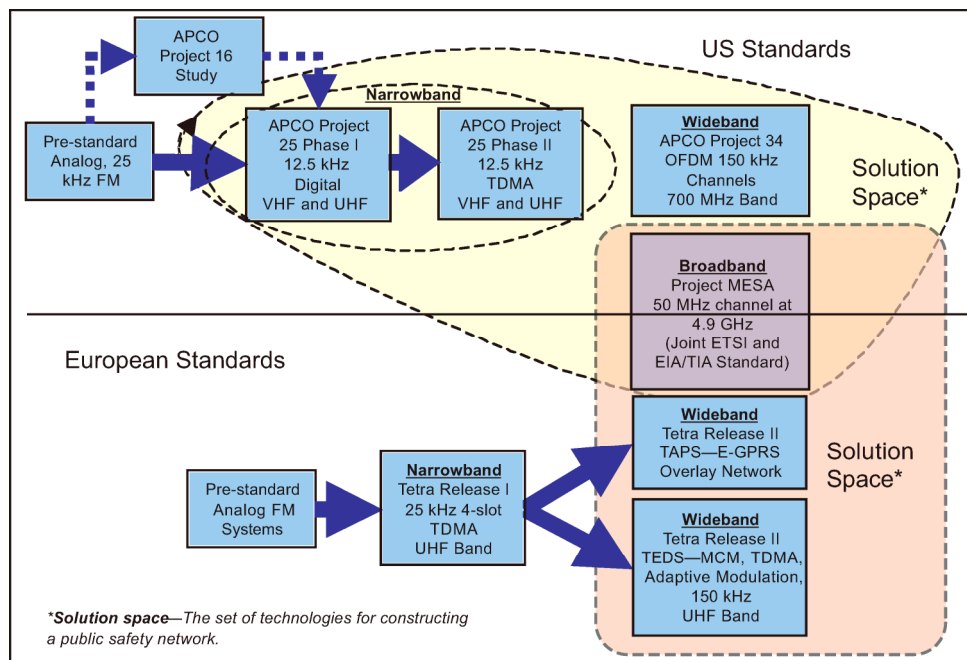 US Standards
APCO
Project 16
Study
Pre-standard
Analog, 25
kHz FM
Narrowband
APCO Project
25 Phase I
12.5 kHz
Digital
VHF and UHF
APCO Project
25 Phase II
12.5 kHz
TDMA
VHF and UHF
Wideband
APCO Project 34
OFDM 150 kHz
Channels
700 MHz Band
Solution
Space*
Broadband
Project MESA
50 MHz channel at
4.9 GHz
(Joint ETSI and
EIA/TIA Standard)
European Standards
Pre-standard
Analog FM
Systems
Narrowband
Tetra Release I
25 kHz 4-slot
TDMA
UHF Band
Wideband
Tetra Release II
TAPS—E-GPRS
Overlay Network
Wideband
Tetra Release II
TEDS—MCM, TDMA,
Adaptive Modulation,
150 kHz
UHF Band
Solution
Space*
*Solution space—The set of technologies for constructing
a public safety network.